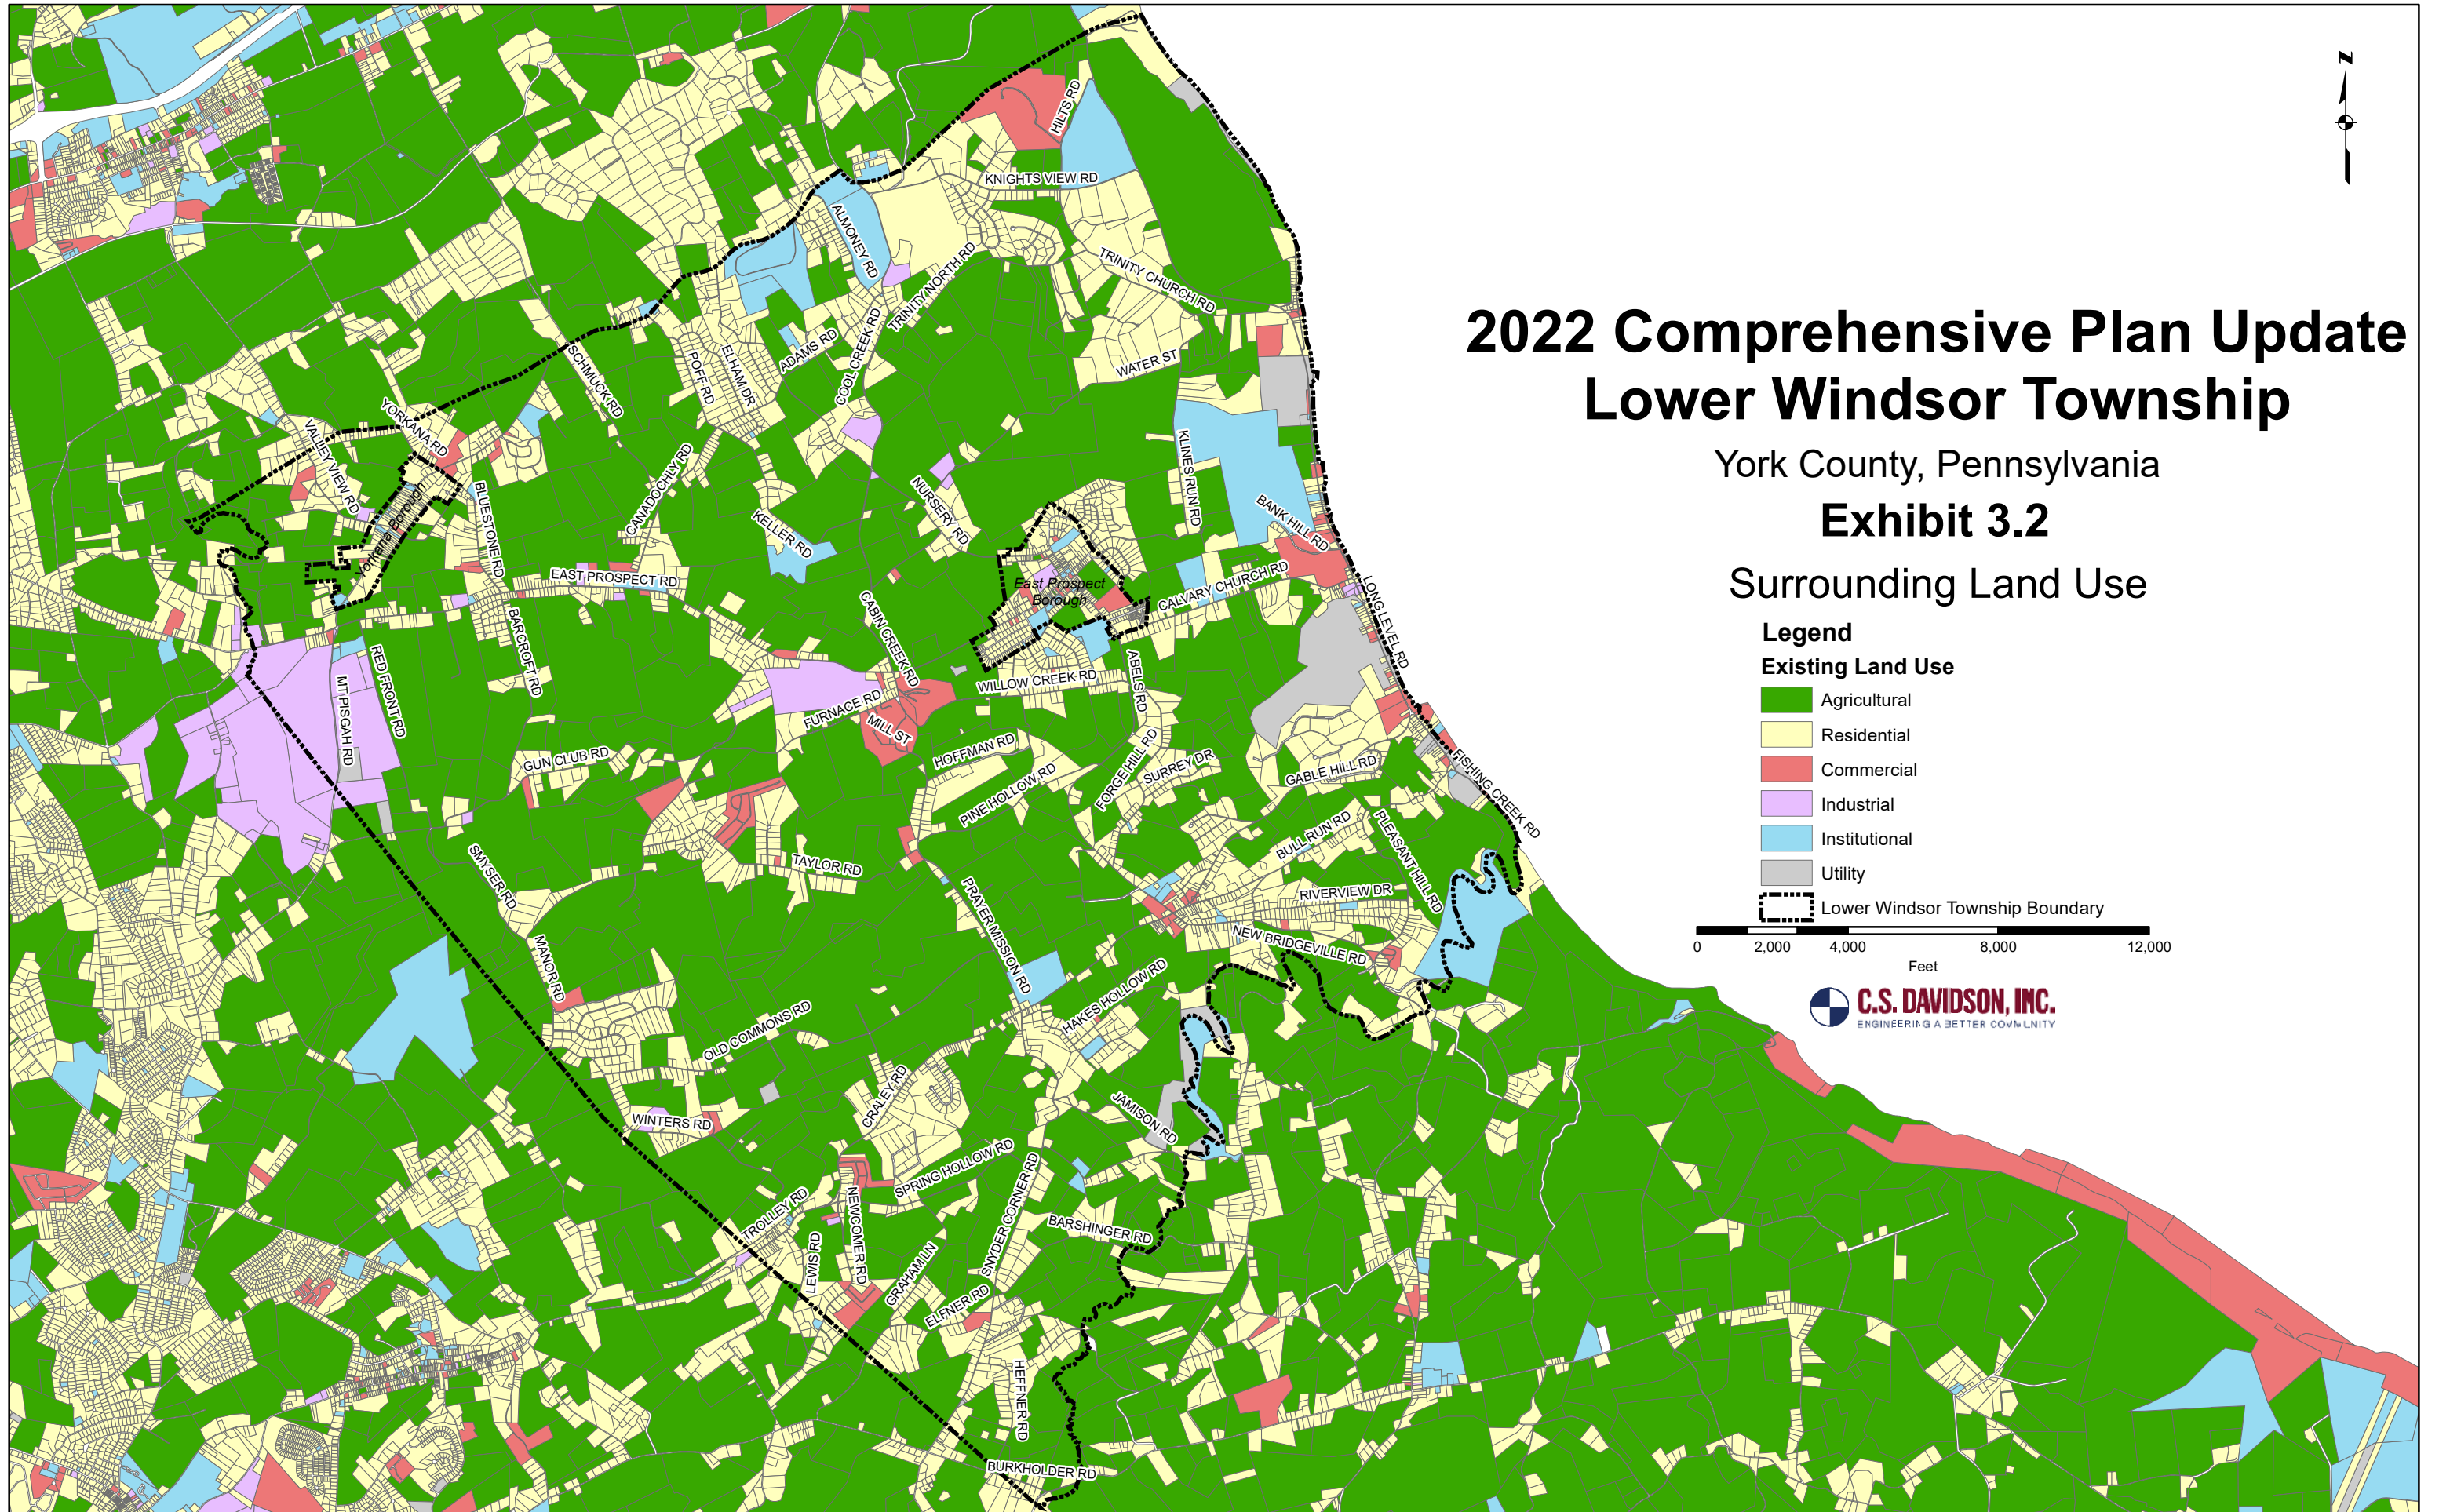 2022 Comprehensive Plan Update
Lower Windsor Township
York County, Pennsylvania
Exhibit 3.2
Surrounding Land Use
Legend
Existing Land Use
Agricultural
Residential
Commercial
Industrial
Institutional
Utility
Lower Windsor Township Boundary
0 2,000 4,000 8,000 12,000
Feet
C.S. DAVIDSON, INC.
ENGINEERING A BETTER COMMUNITY
N
HILTS RD
KNIGHTS VIEW RD
ALMONEY RD
TRINITY NORTH RD
TRINITY CHURCH RD
COOL CREEK RD
ADAMS RD
ELHAM DR
POFF RD
SCHMUCK RD
WATER ST
YORKANA RD
VALLEY VIEW RD
Yorkana Borough
BLUESTONE RD
CANADOCHLY RD
KELLER RD
NURSERY RD
KLINES RUN RD
BANK HILL RD
EAST PROSPECT RD
East Prospect
Borough
CALVARY CHURCH RD
LONG LEVEL RD
CABIN CREEK RD
BARCROFT RD
RED FRONT RD
MT PISGAH RD
WILLOW CREEK RD
ABELS RD
FURNACE RD
MILL ST
HOFFMAN RD
GUN CLUB RD
PINE HOLLOW RD
FORGE HILL RD
SURREY DR
GABLE HILL RD
FISHING CREEK RD
BULL RUN RD
PLEASANT HILL RD
SMYSER RD
TAYLOR RD
PRAYER MISSION RD
RIVERVIEW DR
NEW BRIDGEVILLE RD
MANOR RD
HAKES HOLLOW RD
OLD COMMONS RD
CRALEY RD
JAMISON RD
WINTERS RD
SPRING HOLLOW RD
SNYDER CORNER RD
TROLLEY RD
NEWCOMER RD
LEWIS RD
BARSHINGER RD
GRAHAM LN
ELFNER RD
HEFFNER RD
BURKHOLDER RD